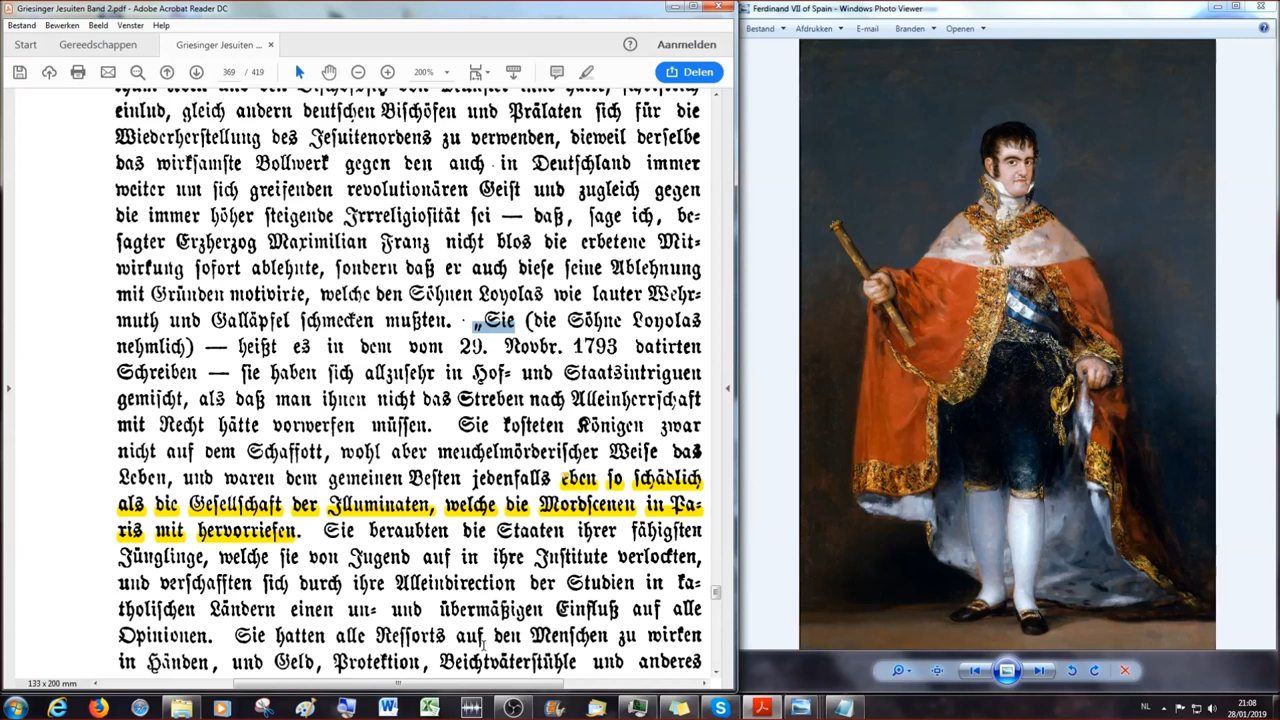 Griesinger Jesuiten Band 2.pdf - Adobe Acrobat Reader DC
Bestand Bewerken Beeld Venster Help
Start Gereedschappen Griesinger Jesuiten ... × Aanmelden
369 / 419 200% Delen
einlud, gleich andern deutschen Bischöfen und Prälaten sich für die
Wiederherstellung des Jesuitenordens zu verwenden, dieweil derselbe
das wirksamste Bollwerk gegen den auch in Deutschland immer
weiter um sich greifenden revolutionären Geist und zugleich gegen
die immer höher steigende Irrreligiosität sei — daß, sage ich, be-
sagter Erzherzog Maximilian Franz nicht blos die erbetene Mit-
wirkung sofort ablehnte, sondern daß er auch diese seine Ablehnung
mit Gründen motivirte, welche den Söhnen Loyolas wie lauter Wehr-
muth und Galläpfel schmecken mußten. „Sie (die Söhne Loyolas
nehmlich) — heißt es in dem vom 29. Novbr. 1793 datirten
Schreiben — sie haben sich allzusehr in Hof- und Staatsintriguen
gemischt, als daß man ihnen nicht das Streben nach Alleinherrschaft
mit Recht hätte vorwerfen müssen. Sie kosteten Königen zwar
nicht auf dem Schaffott, wohl aber meuchelmörderischer Weise das
Leben, und waren dem gemeinen Besten jedenfalls eben so schädlich
als die Gesellschaft der Illuminaten, welche die Mordscenen in Pa-
ris mit hervorriefen. Sie beraubten die Staaten ihrer fähigsten
Jünglinge, welche sie von Jugend auf in ihre Institute verlockten,
und verschafften sich durch ihre Alleindirection der Studien in ka-
tholischen Ländern einen un- und übermäßigen Einfluß auf alle
Opinionen. Sie hatten alle Ressorts auf den Menschen zu wirken
in Händen, und Geld, Protektion, Beichtväterstühle und anderes
133 x 200 mm
Ferdinand VII of Spain - Windows Photo Viewer
Bestand Afdrukken E-mail Branden Openen
NL
21:08
28/01/2019